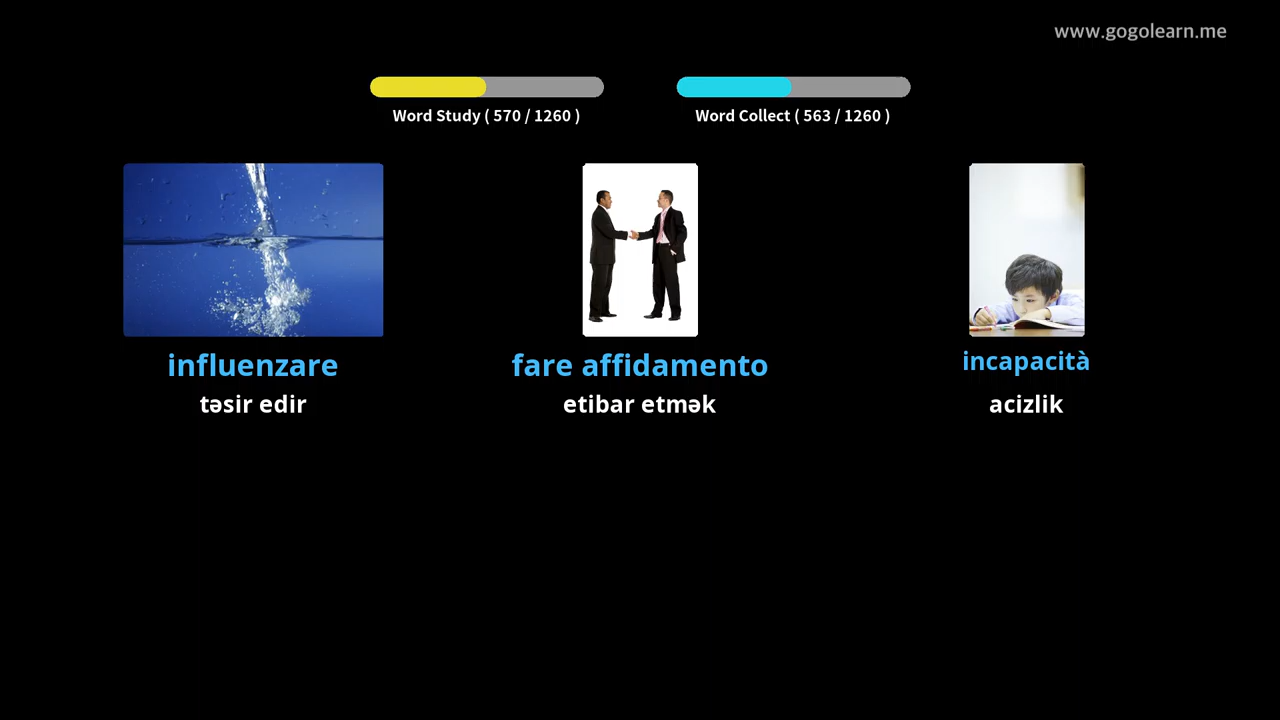 www.gogolearn.me
Word Study ( 570 / 1260 )
Word Collect ( 563 / 1260 )
influenzare
fare affidamento
incapacità
təsir edir
etibar etmək
acizlik